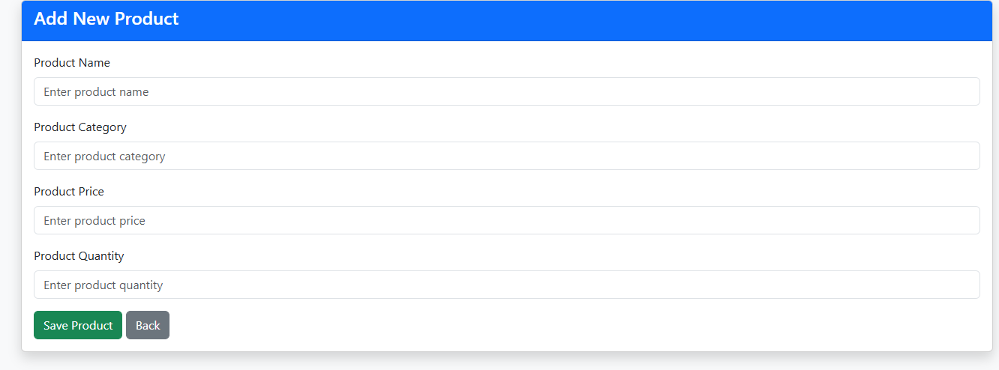 Add New Product
Product Name
Enter product name
Product Category
Enter product category
Product Price
Enter product price
Product Quantity
Enter product quantity
Save Product Back